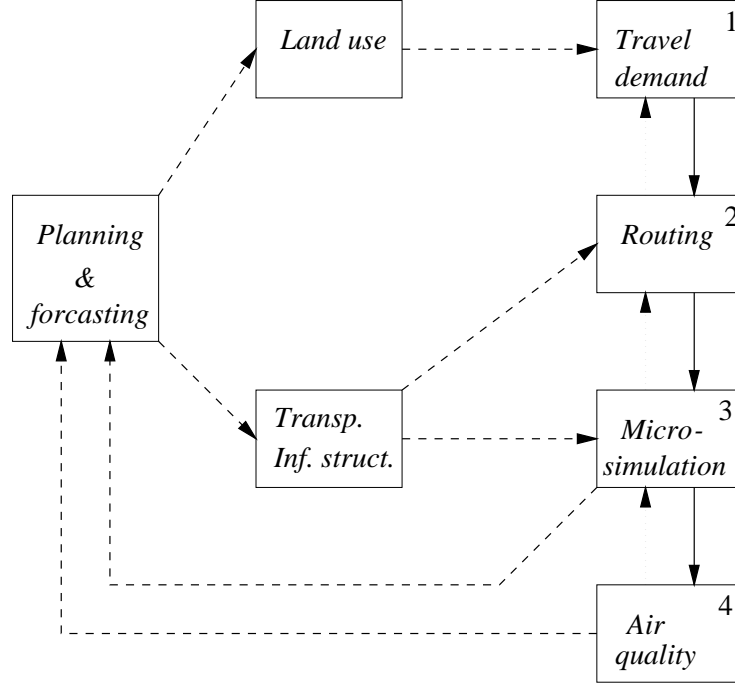 Land use
1
Travel
demand
Planning
&
forcasting
2
Routing
Transp.
Inf. struct.
3
Micro-
simulation
4
Air
quality